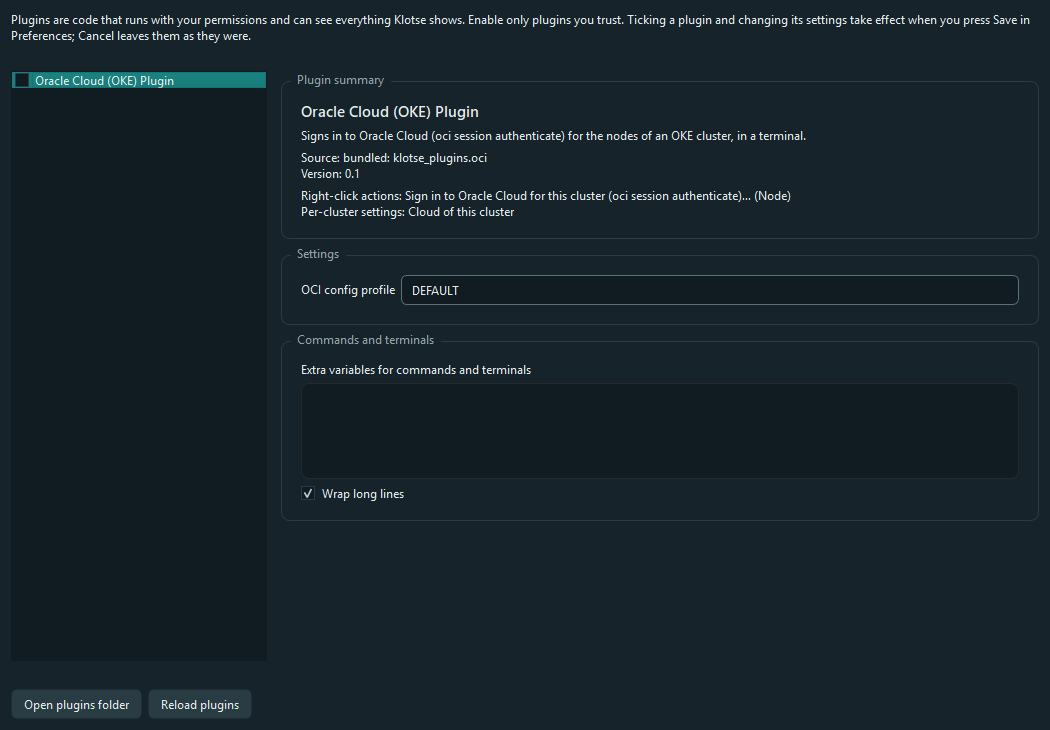 Plugins are code that runs with your permissions and can see everything Klotse shows. Enable only plugins you trust. Ticking a plugin and changing its settings take effect when you press Save in
Preferences; Cancel leaves them as they were.
Oracle Cloud (OKE) Plugin
Plugin summary
Oracle Cloud (OKE) Plugin
Signs in to Oracle Cloud (oci session authenticate) for the nodes of an OKE cluster, in a terminal.
Source: bundled: klotse_plugins.oci
Version: 0.1
Right-click actions: Sign in to Oracle Cloud for this cluster (oci session authenticate)... (Node)
Per-cluster settings: Cloud of this cluster
Settings
OCI config profile DEFAULT
Commands and terminals
Extra variables for commands and terminals
Wrap long lines
Open plugins folder Reload plugins